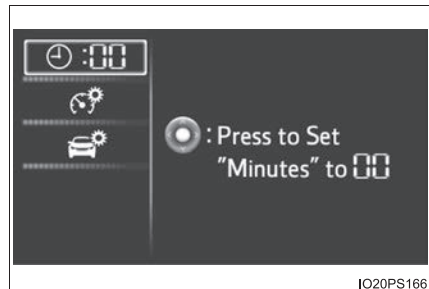 :00
: Press to Set
"Minutes" to 00
IO20PS166